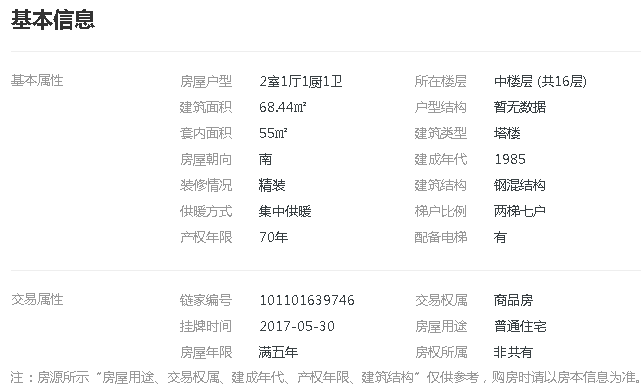 基本信息
基本属性 房屋户型 2室1厅1厨1卫 所在楼层 中楼层 (共16层)
建筑面积 68.44㎡ 户型结构 暂无数据
套内面积 55㎡ 建筑类型 塔楼
房屋朝向 南 建成年代 1985
装修情况 精装 建筑结构 钢混结构
供暖方式 集中供暖 梯户比例 两梯七户
产权年限 70年 配备电梯 有
交易属性 链家编号 101101639746 交易权属 商品房
挂牌时间 2017-05-30 房屋用途 普通住宅
房屋年限 满五年 房权所属 非共有
注：房源所示“房屋用途、交易权属、建成年代、产权年限、建筑结构”仅供参考，购房时请以房本信息为准。